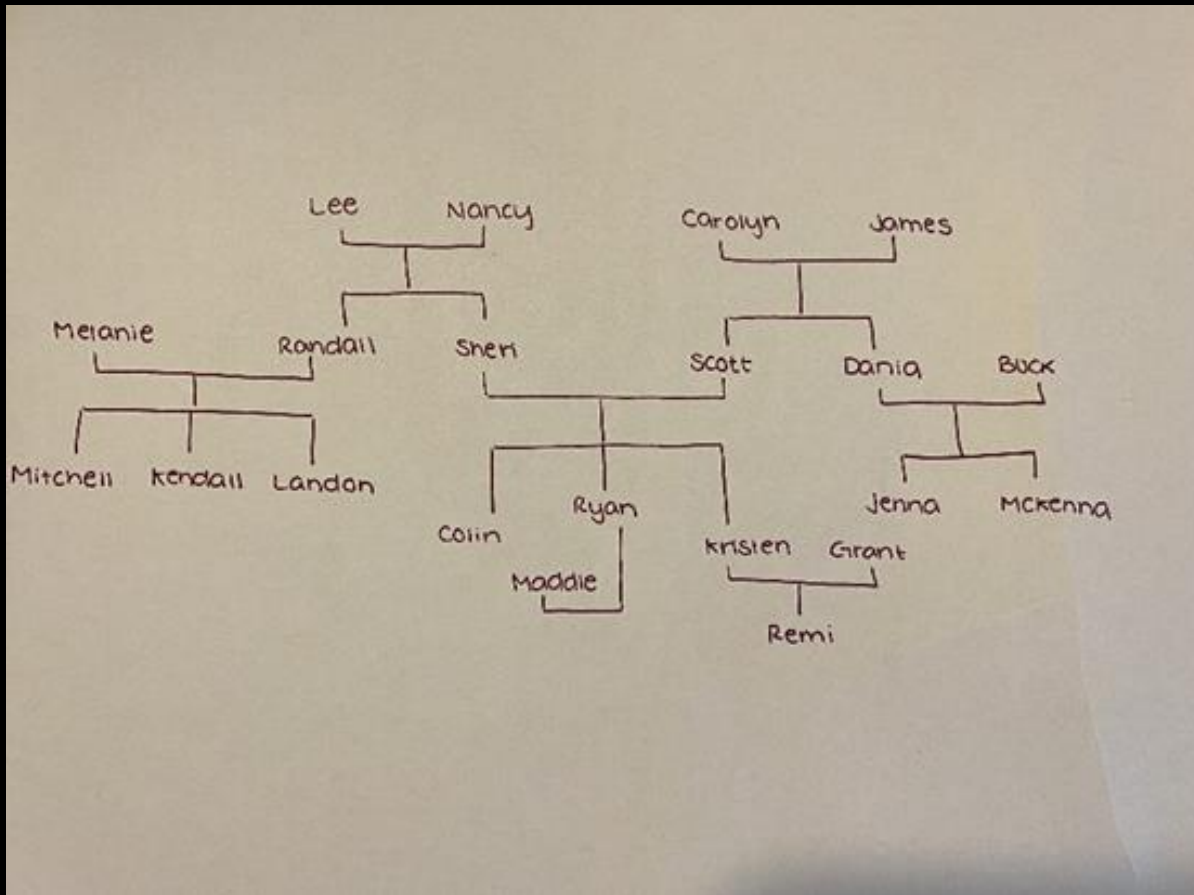 Lee Nancy
Carolyn James
Melanie Randall Sheri
Scott Dania Buck
Mitchell Kendall Landon
Jenna McKenna
Colin Ryan
Kristen Grant
Maddie
Remi